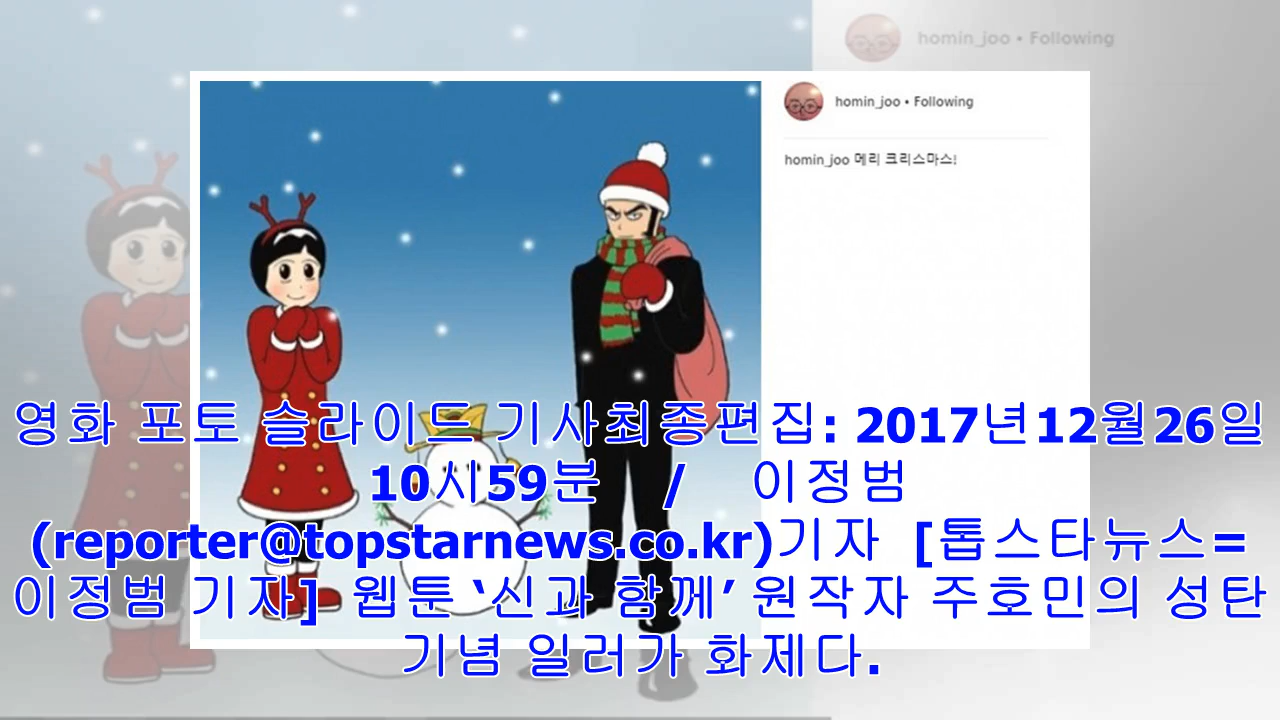 homin_joo • Following
homin_joo • Following
homin_joo 메리 크리스마스!
영화 포토 슬라이드 기사최종편집: 2017년12월26일
10시59분 / 이정범
(reporter@topstarnews.co.kr)기자 [톱스타뉴스=
이정범 기자] 웹툰 ‘신과 함께’ 원작자 주호민의 성탄
기념 일러가 화제다.